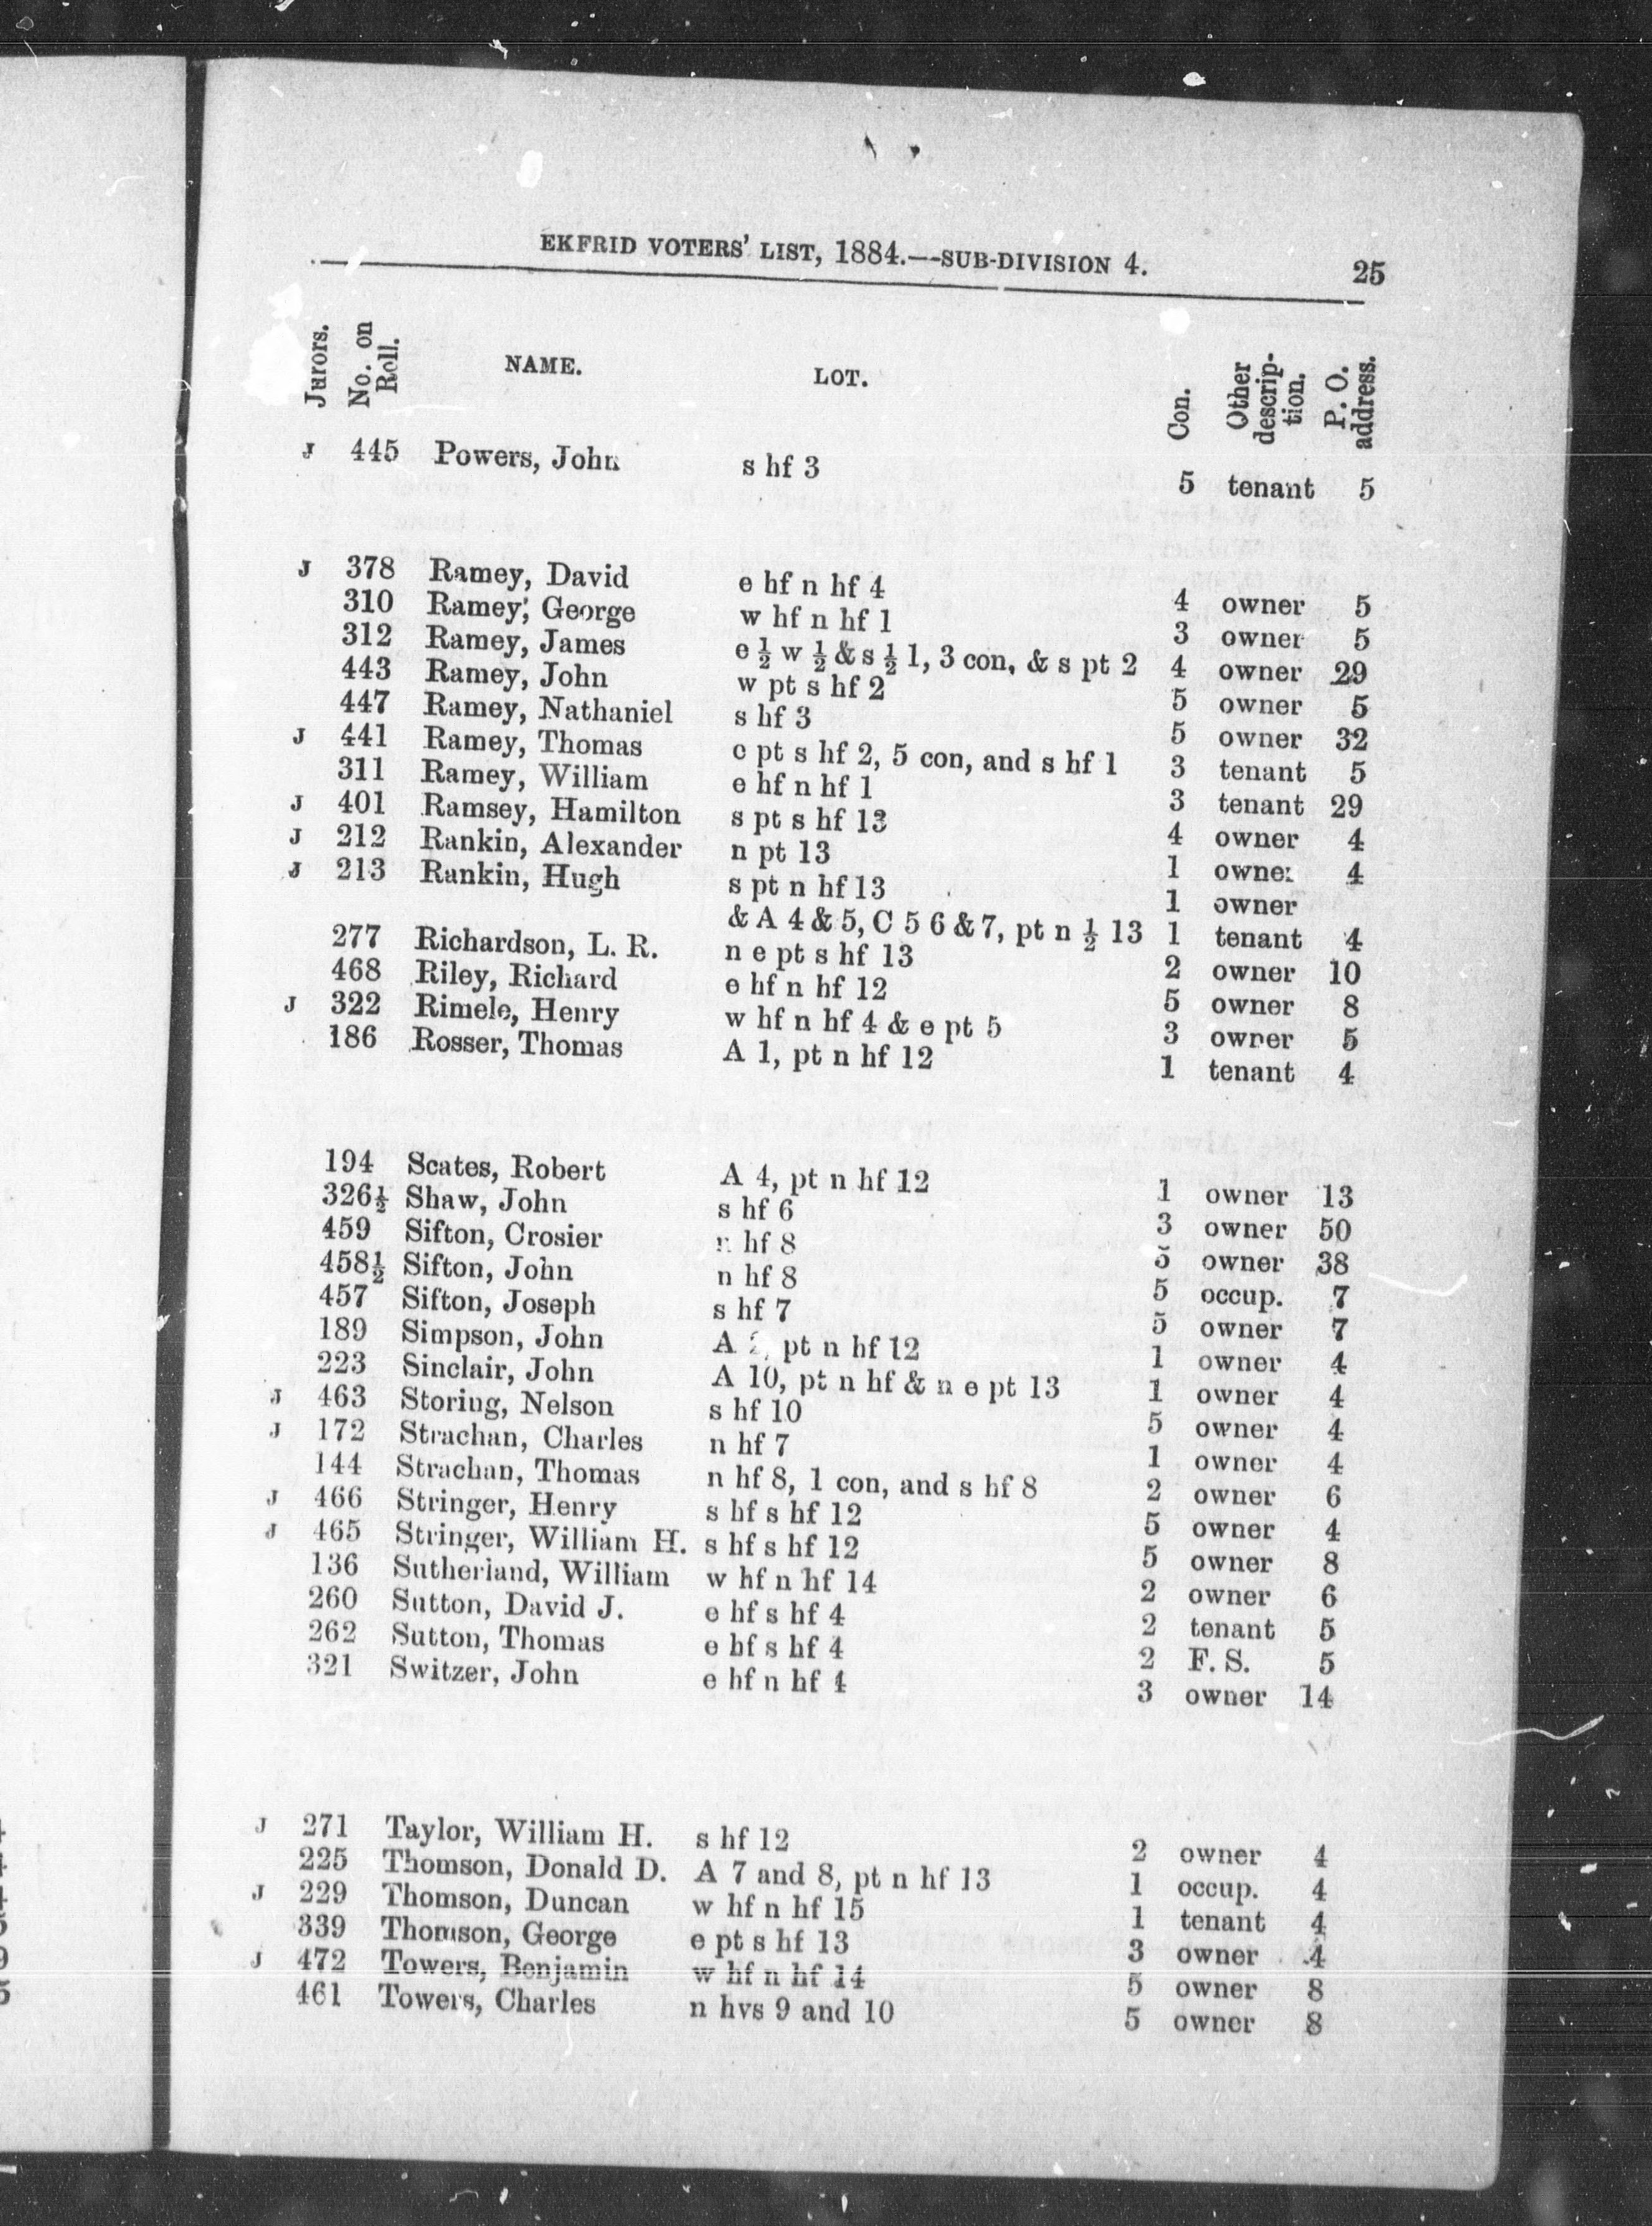 EKFRID VOTERS' LIST, 1884.—SUB-DIVISION 4. 25
Jurors. No. on Roll. NAME. LOT. Con. Other descrip-tion. P. O. address.
J 445 Powers, John s hf 3 5 tenant 5
J 378 Ramey, David e hf n hf 4 4 owner 5
310 Ramey, George w hf n hf 1 3 owner 5
312 Ramey, James e ½ w ½ & s ½ 1, 3 con, & s pt 2 4 owner 29
443 Ramey, John w pt s hf 2 5 owner 5
447 Ramey, Nathaniel s hf 3 5 owner 32
J 441 Ramey, Thomas e pt s hf 2, 5 con, and s hf 1 3 tenant 5
311 Ramey, William e hf n hf 1 3 tenant 29
J 401 Ramsey, Hamilton s pt s hf 13 4 owner 4
J 212 Rankin, Alexander n pt 13 1 owner 4
J 213 Rankin, Hugh s pt n hf 13 1 owner
& A 4 & 5, C 5 6 & 7, pt n ½ 13 1 tenant 4
277 Richardson, L. R. n e pt s hf 13 2 owner 10
468 Riley, Richard e hf n hf 12 5 owner 8
J 322 Rimele, Henry w hf n hf 4 & e pt 5 3 owner 5
186 Rosser, Thomas A 1, pt n hf 12 1 tenant 4
194 Scates, Robert A 4, pt n hf 12 1 owner 13
326½ Shaw, John s hf 6 3 owner 50
459 Sifton, Crosier n hf 8 5 owner 38
458½ Sifton, John n hf 8 5 occup. 7
457 Sifton, Joseph s hf 7 5 owner 7
189 Simpson, John A pt n hf 12 1 owner 4
223 Sinclair, John A 10, pt n hf & n e pt 13 1 owner 4
J 463 Storing, Nelson s hf 10 5 owner 4
J 172 Strachan, Charles n hf 7 1 owner 4
144 Strachan, Thomas n hf 8, 1 con, and s hf 8 2 owner 6
J 466 Stringer, Henry s hf s hf 12 5 owner 4
J 465 Stringer, William H. s hf s hf 12 5 owner 8
136 Sutherland, William w hf n hf 14 2 owner 6
260 Sutton, David J. e hf s hf 4 2 tenant 5
262 Sutton, Thomas e hf s hf 4 2 F. S. 5
321 Switzer, John e hf n hf 4 3 owner 14
J 271 Taylor, William H. s hf 12 2 owner 4
225 Thomson, Donald D. A 7 and 8, pt n hf 13 1 occup. 4
J 229 Thomson, Duncan w hf n hf 15 1 tenant 4
339 Thomson, George e pt s hf 13 3 owner 4
J 472 Towers, Benjamin w hf n hf 14 5 owner 8
461 Towers, Charles n hvs 9 and 10 5 owner 8